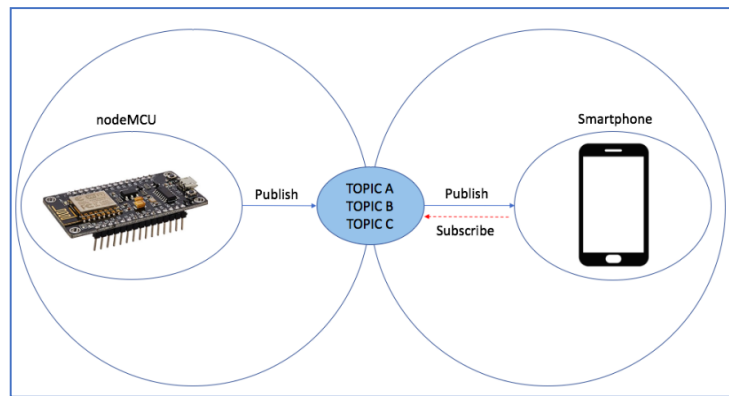 nodeMCU
Smartphone
Publish
TOPIC A
TOPIC B
TOPIC C
Publish
Subscribe